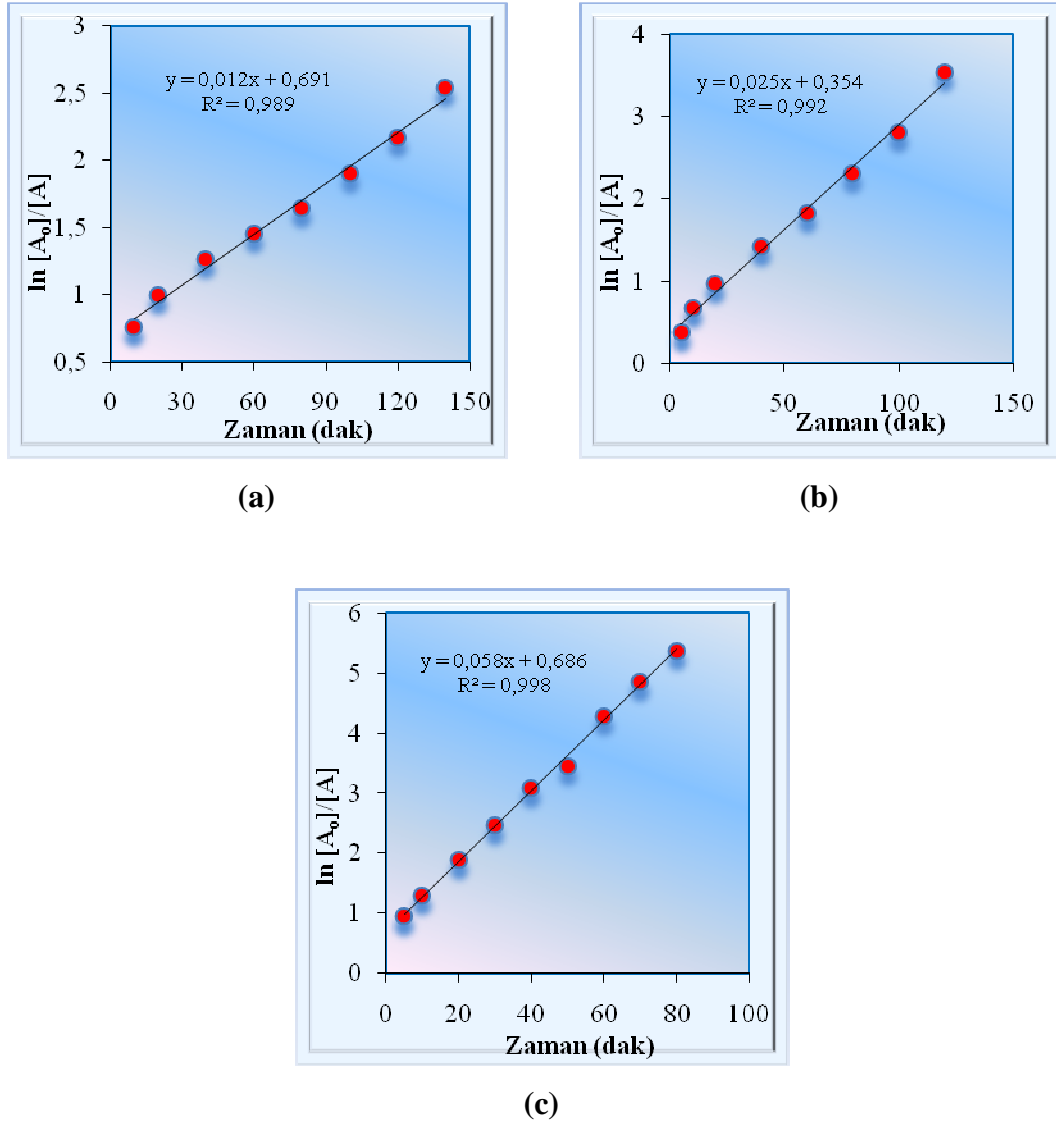 3
2,5
2
1,5
1
0,5
ln [A₀]/[A]
y = 0,012x + 0,691
R² = 0,989
0 30 60 90 120 150
Zaman (dak)
(a)
4
3
2
1
0
ln [A₀]/[A]
y = 0,025x + 0,354
R² = 0,992
0 50 100 150
Zaman (dak)
(b)
6
5
4
3
2
1
0
ln [A₀]/[A]
y = 0,058x + 0,686
R² = 0,998
0 20 40 60 80 100
Zaman (dak)
(c)